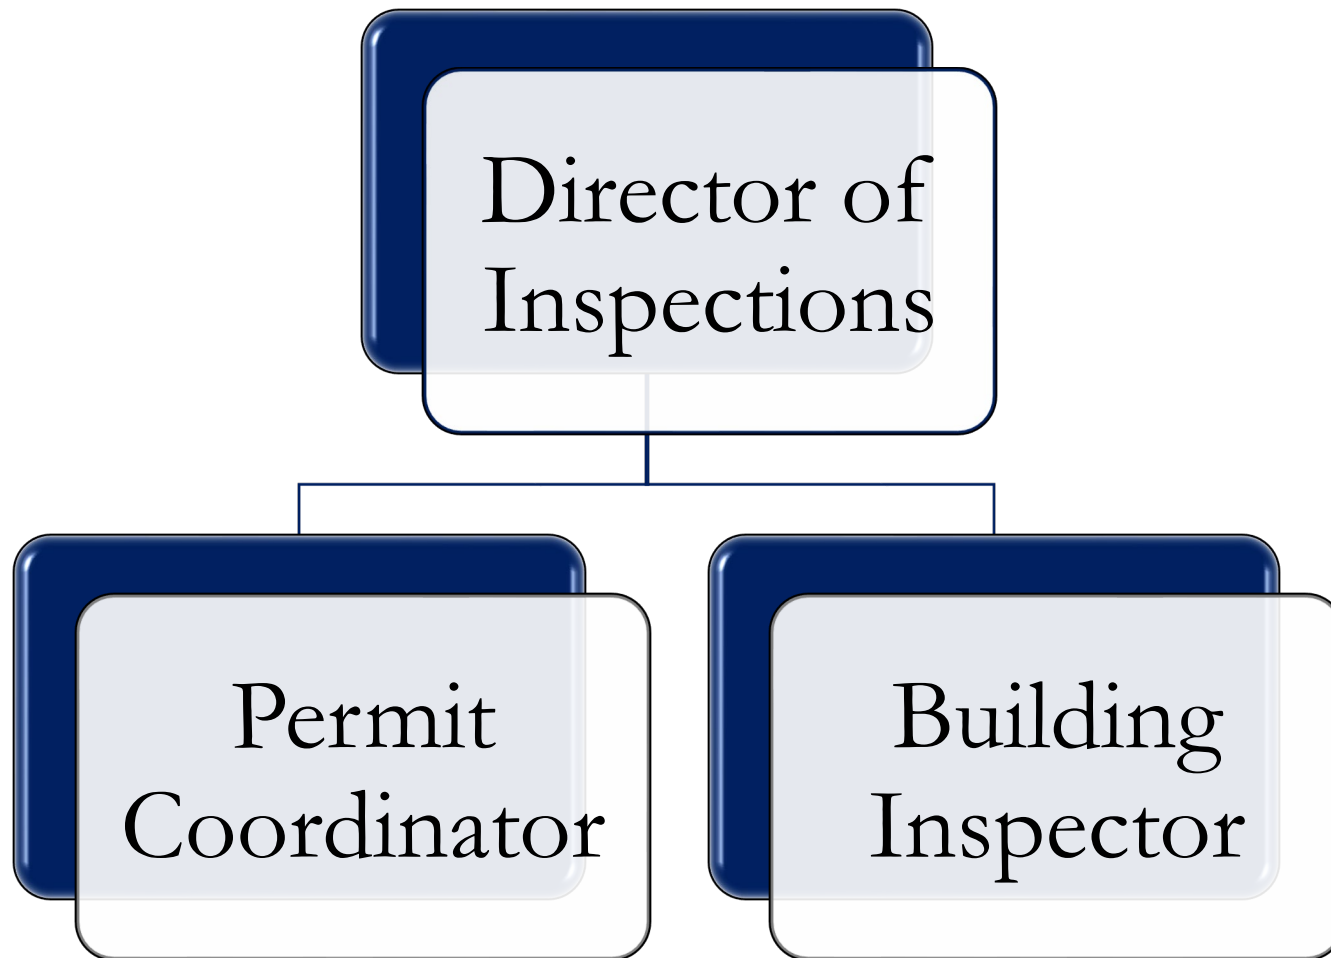 Director of
Inspections
Permit
Coordinator
Building
Inspector